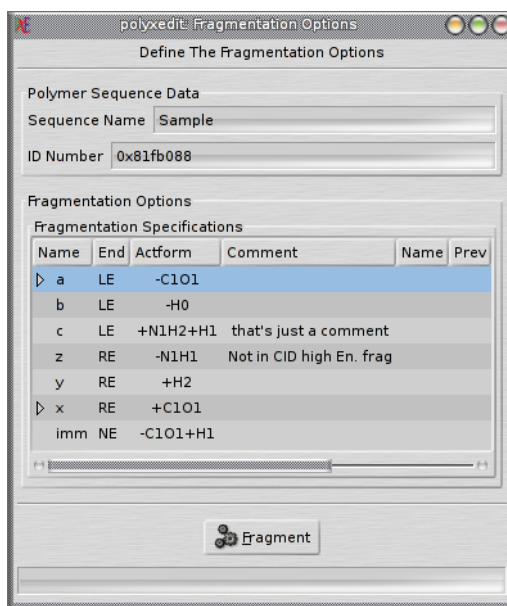 polyxedit: Fragmentation Options
Define The Fragmentation Options
Polymer Sequence Data
Sequence Name Sample
ID Number 0x81fb088
Fragmentation Options
Fragmentation Specifications
Name End Actform Comment Name Prev
a LE -C1O1
b LE -H0
c LE +N1H2+H1 that's just a comment
z RE -N1H1 Not in CID high En. frag
y RE +H2
x RE +C1O1
imm NE -C1O1+H1
Fragment